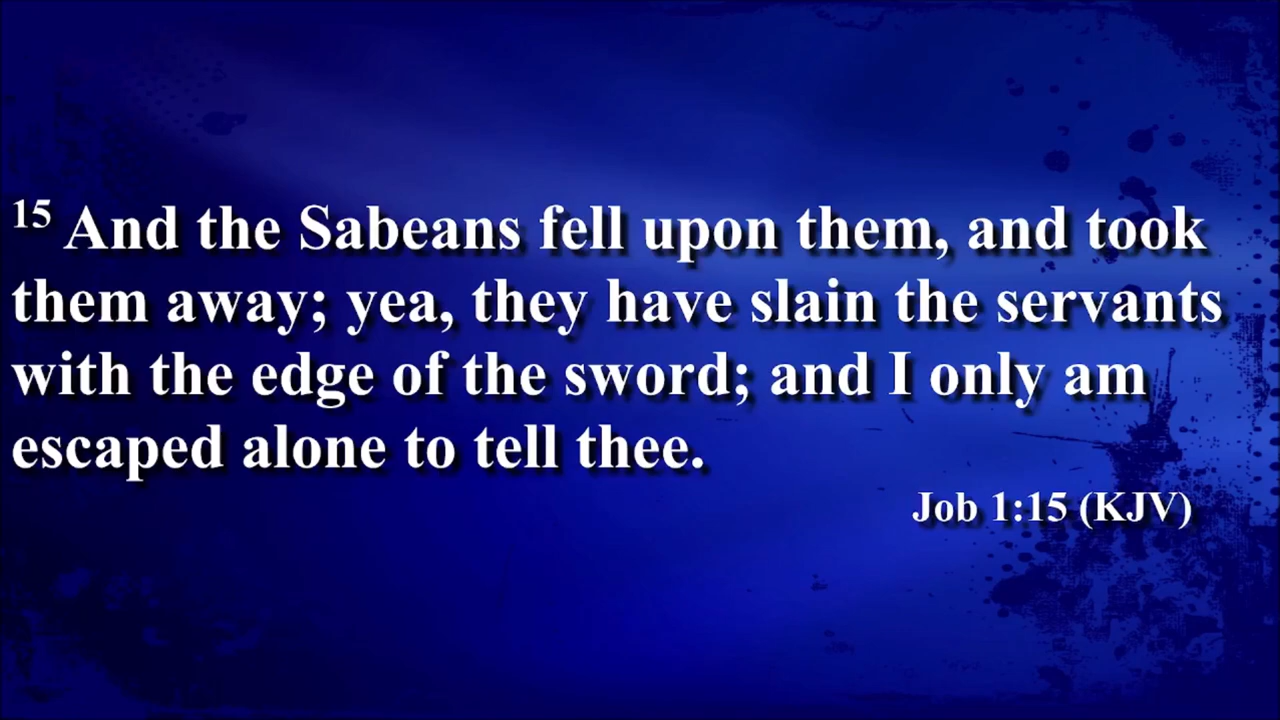 15 And the Sabeans fell upon them, and took
them away; yea, they have slain the servants
with the edge of the sword; and I only am
escaped alone to tell thee.
Job 1:15 (KJV)